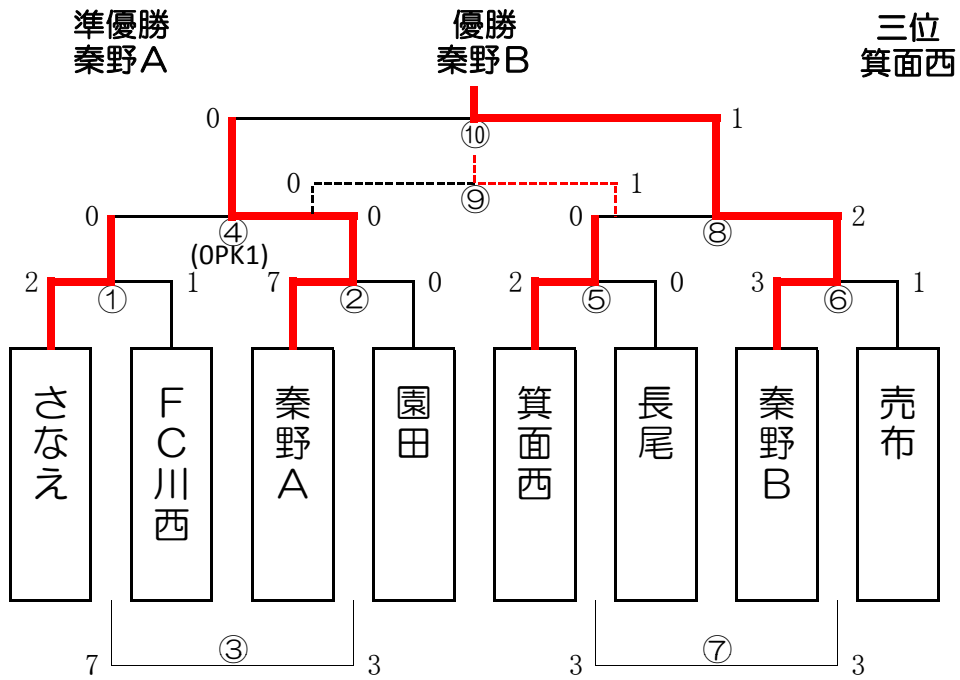 準優勝
秦野A
優勝
秦野B
三位
箕面西
0
⑩
1
0
⑨
1
0
④
0
(0PK1)
0
⑧
2
2
①
1
7
②
0
2
⑤
0
3
⑥
1
さなえ
FC川西
秦野A
園田
箕面西
長尾
秦野B
売布
7
③
3
3
⑦
3